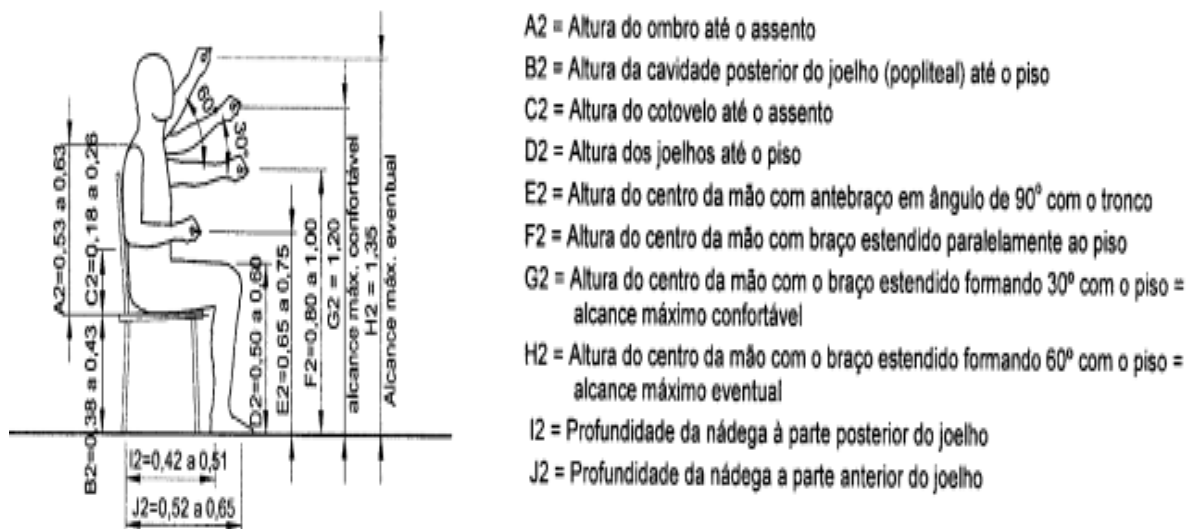 A2=0,53 a 0,63
C2=0,18 a 0,26
B2=0,38 a 0,43
60
30
D2=0,50 a 0,60
E2=0,65 a 0,75
F2=0,80 a 1,00
G2 = 1,20
alcance máx. confortável
H2 = 1,35
Alcance máx. eventual
I2=0,42 a 0,51
J2=0,52 a 0,65
A2 = Altura do ombro até o assento
B2 = Altura da cavidade posterior do joelho (popliteal) até o piso
C2 = Altura do cotovelo até o assento
D2 = Altura dos joelhos até o piso
E2 = Altura do centro da mão com antebraço em ângulo de 90º com o tronco
F2 = Altura do centro da mão com braço estendido paralelamente ao piso
G2 = Altura do centro da mão com o braço estendido formando 30º com o piso =
alcance máximo confortável
H2 = Altura do centro da mão com o braço estendido formando 60º com o piso =
alcance máximo eventual
I2 = Profundidade da nádega à parte posterior do joelho
J2 = Profundidade da nádega a parte anterior do joelho